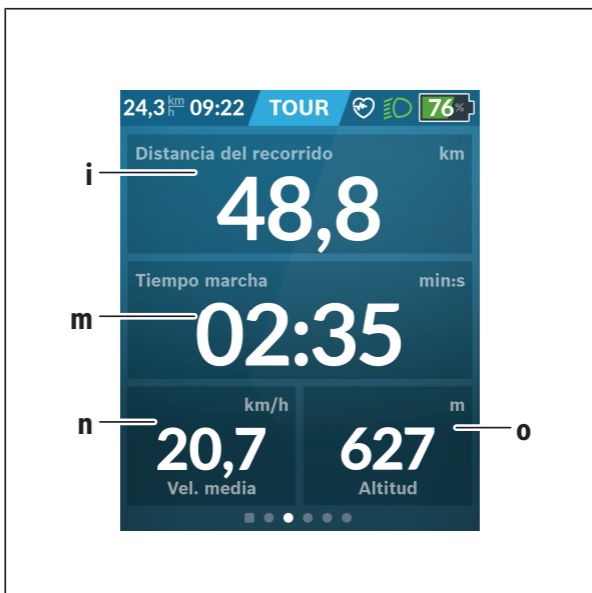 24,3 km/h 09:22 TOUR 76%
Distancia del recorrido km
i
48,8
Tiempo marcha min:s
m
02:35
km/h m
n o
20,7 627
Vel. media Altitud